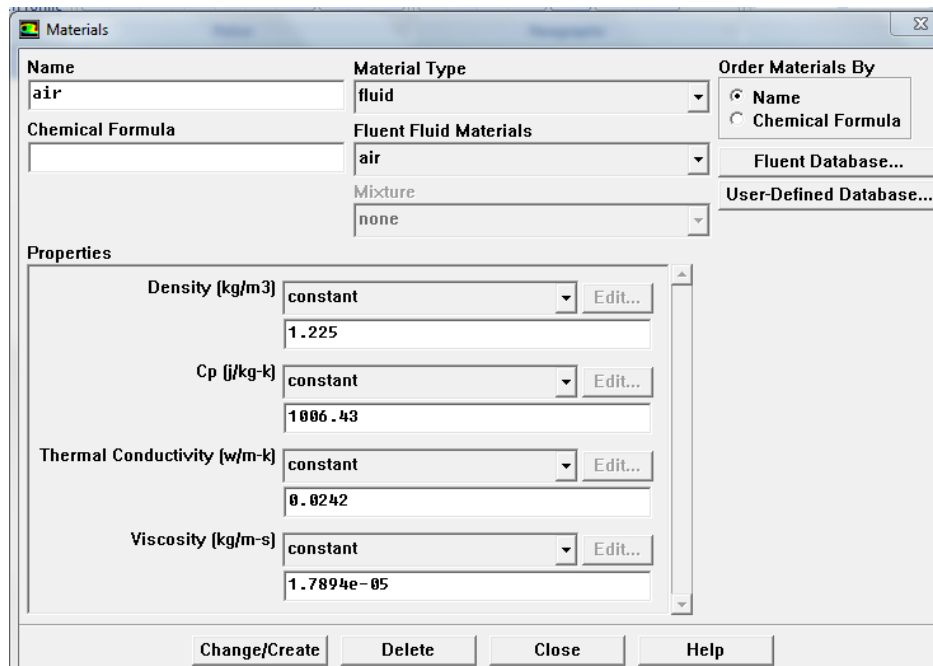 Materials
Name
air
Material Type
fluid
Order Materials By
Name
Chemical Formula
Chemical Formula
Fluent Fluid Materials
air
Fluent Database...
Mixture
none
User-Defined Database...
Properties
Density (kg/m3) constant Edit...
1.225
Cp (j/kg-k) constant Edit...
1006.43
Thermal Conductivity (w/m-k) constant Edit...
0.0242
Viscosity (kg/m-s) constant Edit...
1.7894e-05
Change/Create Delete Close Help